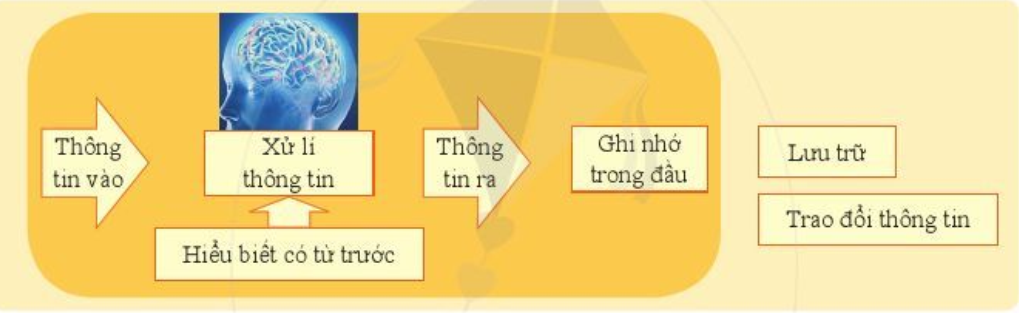 Thông
tin vào
Xử lí
thông tin
Hiểu biết có từ trước
Thông
tin ra
Ghi nhớ
trong đầu
Lưu trữ
Trao đổi thông tin